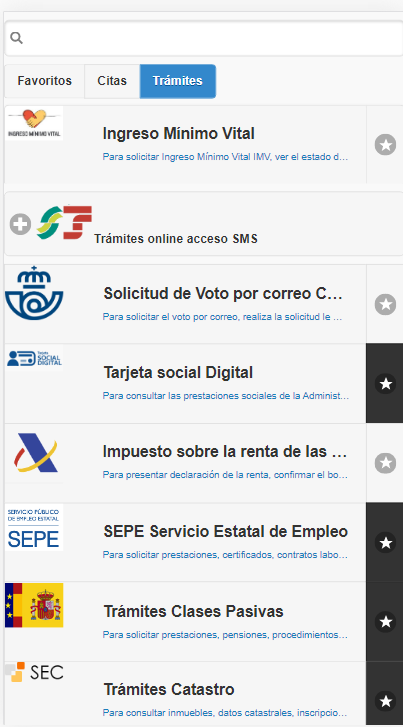 Favoritos
Citas
Trámites
INGRESO MÍNIMO VITAL
Ingreso Mínimo Vital
Para solicitar Ingreso Mínimo Vital IMV, ver el estado d...
Trámites online acceso SMS
Solicitud de Voto por correo C...
Para solicitar el voto por correo, realiza la solicitud le ...
Tarjeta
SOCIAL
DIGITAL
Tarjeta social Digital
Para consultar las prestaciones sociales de la Administ...
Impuesto sobre la renta de las ...
Para presentar declaración de la renta, confirmar el bo...
SERVICIO PÚBLICO
DE EMPLEO ESTATAL
SEPE
SEPE Servicio Estatal de Empleo
Para solicitar prestaciones, certificados, contratos labo...
Trámites Clases Pasivas
Para solicitar prestaciones, pensiones, procedimientos...
SEC
Trámites Catastro
Para consultar inmuebles, datos catastrales, inscripcio...